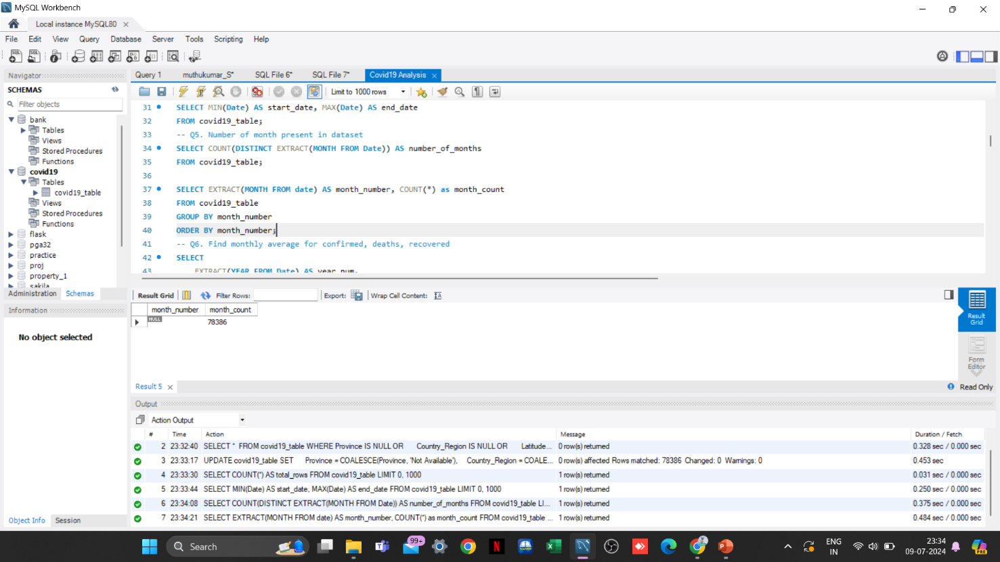 MySQL Workbench
Local instance MySQL80
File Edit View Query Database Server Tools Scripting Help
Navigator
SCHEMAS
Filter objects
bank
Tables
Views
Stored Procedures
Functions
covid19
Tables
covid19_table
Views
Stored Procedures
Functions
flask
pga32
practice
proj
property_1
sakila
Administration Schemas
Information
No object selected
Object Info Session
Query 1 muthukumar_S* SQL File 6* SQL File 7* Covid19 Analysis
Limit to 1000 rows
31 SELECT MIN(Date) AS start_date, MAX(Date) AS end_date
32 FROM covid19_table;
33 -- Q5. Number of month present in dataset
34 SELECT COUNT(DISTINCT EXTRACT(MONTH FROM Date)) AS number_of_months
35 FROM covid19_table;
36
37 SELECT EXTRACT(MONTH FROM date) AS month_number, COUNT(*) as month_count
38 FROM covid19_table
39 GROUP BY month_number
40 ORDER BY month_number;
41 -- Q6. Find monthly average for confirmed, deaths, recovered
42 SELECT
43 EXTRACT(YEAR FROM Date) AS year_num,
Result Grid Filter Rows: Export: Wrap Cell Content:
month_number month_count
NULL 78386
Result Grid
Form Editor
Result 5
Read Only
Output
Action Output
# Time Action Message Duration / Fetch
2 23:32:40 SELECT * FROM covid19_table WHERE Province IS NULL OR Country_Region IS NULL OR Latitude... 0 row(s) returned 0.328 sec / 0.000 sec
3 23:33:17 UPDATE covid19_table SET Province = COALESCE(Province, 'Not Available'), Country_Region = COALE... 0 row(s) affected Rows matched: 78386 Changed: 0 Warnings: 0 0.453 sec
4 23:33:30 SELECT COUNT(*) AS total_rows FROM covid19_table LIMIT 0, 1000 1 row(s) returned 0.031 sec / 0.000 sec
5 23:33:44 SELECT MIN(Date) AS start_date, MAX(Date) AS end_date FROM covid19_table LIMIT 0, 1000 1 row(s) returned 0.250 sec / 0.000 sec
6 23:34:08 SELECT COUNT(DISTINCT EXTRACT(MONTH FROM Date)) AS number_of_months FROM covid19_table LI... 1 row(s) returned 0.375 sec / 0.000 sec
7 23:34:21 SELECT EXTRACT(MONTH FROM date) AS month_number, COUNT(*) as month_count FROM covid19_table ... 1 row(s) returned 0.484 sec / 0.000 sec
Search
99+
ENG
IN
23:34
09-07-2024
PRE